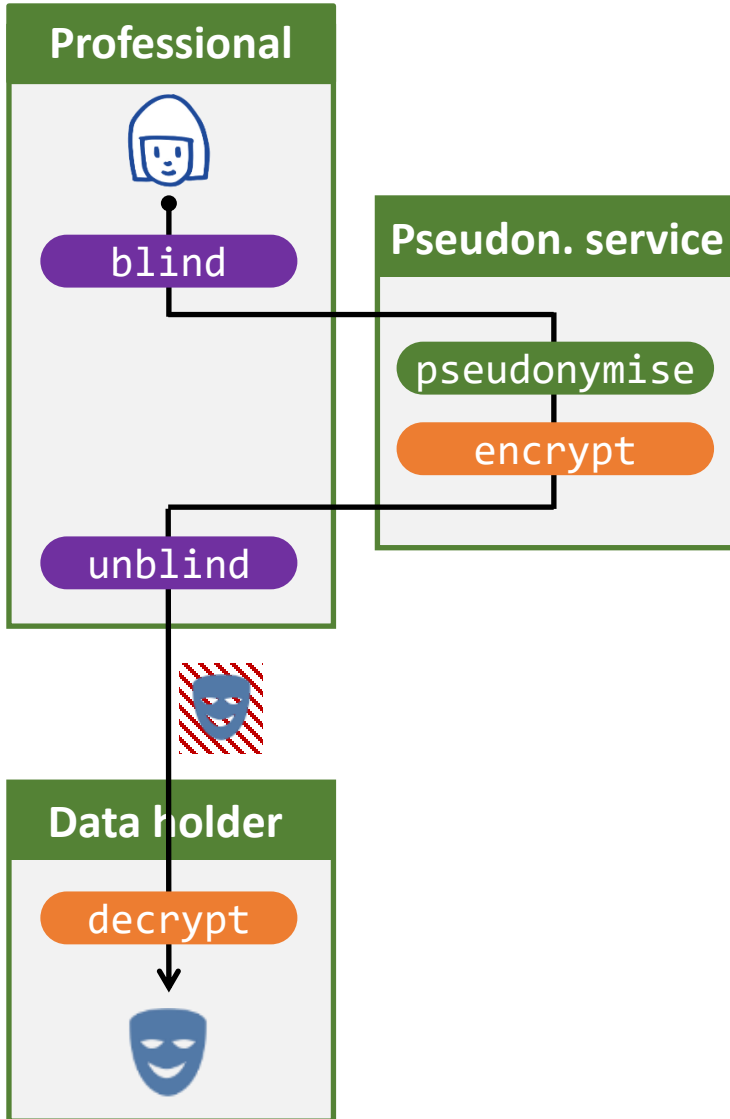 Professional
blind
Pseudon. service
pseudonymise
encrypt
unblind
Data holder
decrypt